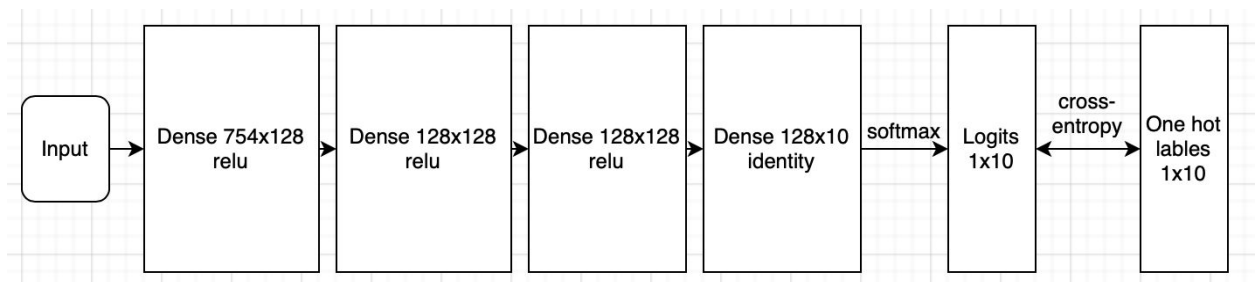 Input
Dense 754x128
relu
Dense 128x128
relu
Dense 128x128
relu
Dense 128x10
identity
softmax
Logits
1x10
cross-
entropy
One hot
lables
1x10